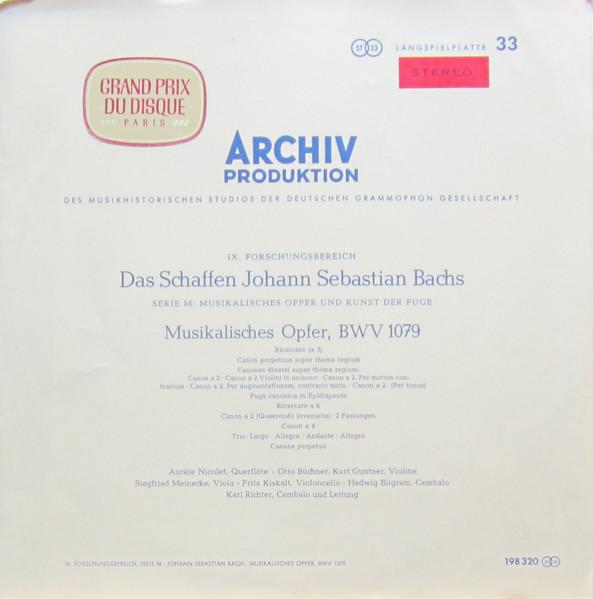 ST 33 LANGSPIELPLATTE 33
STEREO
GRAND PRIX
DU DISQUE
PARIS
ARCHIV
PRODUKTION
DES MUSIKHISTORISCHEN STUDIOS DER DEUTSCHEN GRAMMOPHON GESELLSCHAFT
IX. FORSCHUNGSBEREICH
Das Schaffen Johann Sebastian Bachs
SERIE M: MUSIKALISCHES OPFER UND KUNST DER FUGE
Musikalisches Opfer, BWV 1079
Ricercare (a 3)
Canon perpetuus super thema regium
Canones diversi super thema regium:
Canon a 2 · Canon a 2 Violini in unisono · Canon a 2. Per motum con-
trarium · Canon a 2. Per augmentationem, contrario motu · Canon a 2. (Per tonos)
Fuga canonica in Epidiapente
Ricercare a 6
Canon a 2 (Quaerendo invenietis): 2 Fassungen
Canon a 4
Trio: Largo · Allegro · Andante · Allegro
Canone perpetuo
Aurèle Nicolet, Querflöte · Otto Büchner, Kurt Guntner, Violine
Siegfried Meinecke, Viola · Fritz Kiskalt, Violoncello · Hedwig Bilgram, Cembalo
Karl Richter, Cembalo und Leitung
IX. FORSCHUNGSBEREICH, SERIE M: JOHANN SEBASTIAN BACH: MUSIKALISCHES OPFER, BWV 1079
198 320 ST 33